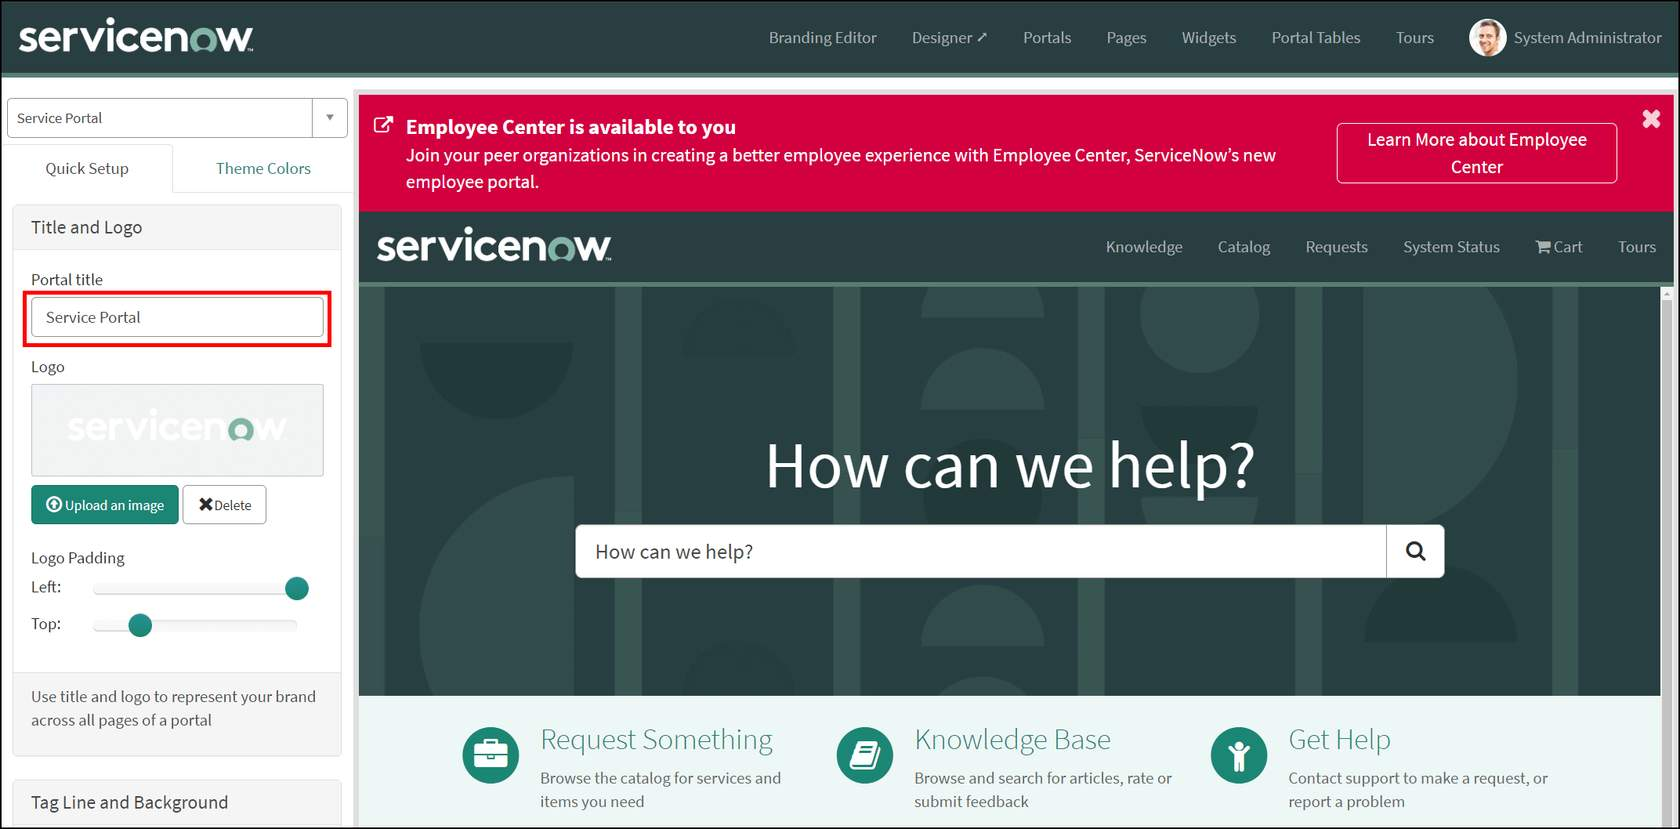 servicenow
Branding Editor
Designer
Portals
Pages
Widgets
Portal Tables
Tours
System Administrator
Service Portal
Quick Setup
Theme Colors
Title and Logo
Portal title
Service Portal
Logo
servicenow
Upload an image
Delete
Logo Padding
Left:
Top:
Use title and logo to represent your brand
across all pages of a portal
Tag Line and Background
Employee Center is available to you
Join your peer organizations in creating a better employee experience with Employee Center, ServiceNow's new
employee portal.
Learn More about Employee
Center
servicenow
Knowledge
Catalog
Requests
System Status
Cart
Tours
How can we help?
How can we help?
Request Something
Browse the catalog for services and
items you need
Knowledge Base
Browse and search for articles, rate or
submit feedback
Get Help
Contact support to make a request, or
report a problem